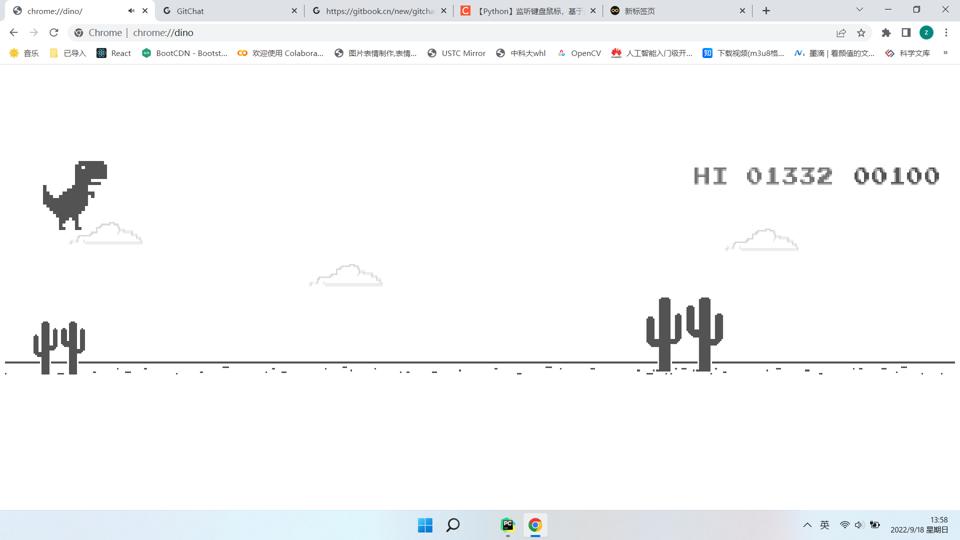 chrome://dino/
GitChat
https://gitbook.cn/new/gitcha
【Python】监听键盘鼠标，基于
新标签页
Chrome | chrome://dino
z
音乐
已导入
React
BootCDN - Bootst...
欢迎使用 Colabora...
图片表情制作,表情...
USTC Mirror
中科大whl
OpenCV
人工智能入门极开...
知
下载视频(m3u8格...
墨滴 | 看颜值的文...
科学文库
»
HI 01332 00100
PC
英
13:58
2022/9/18 星期日